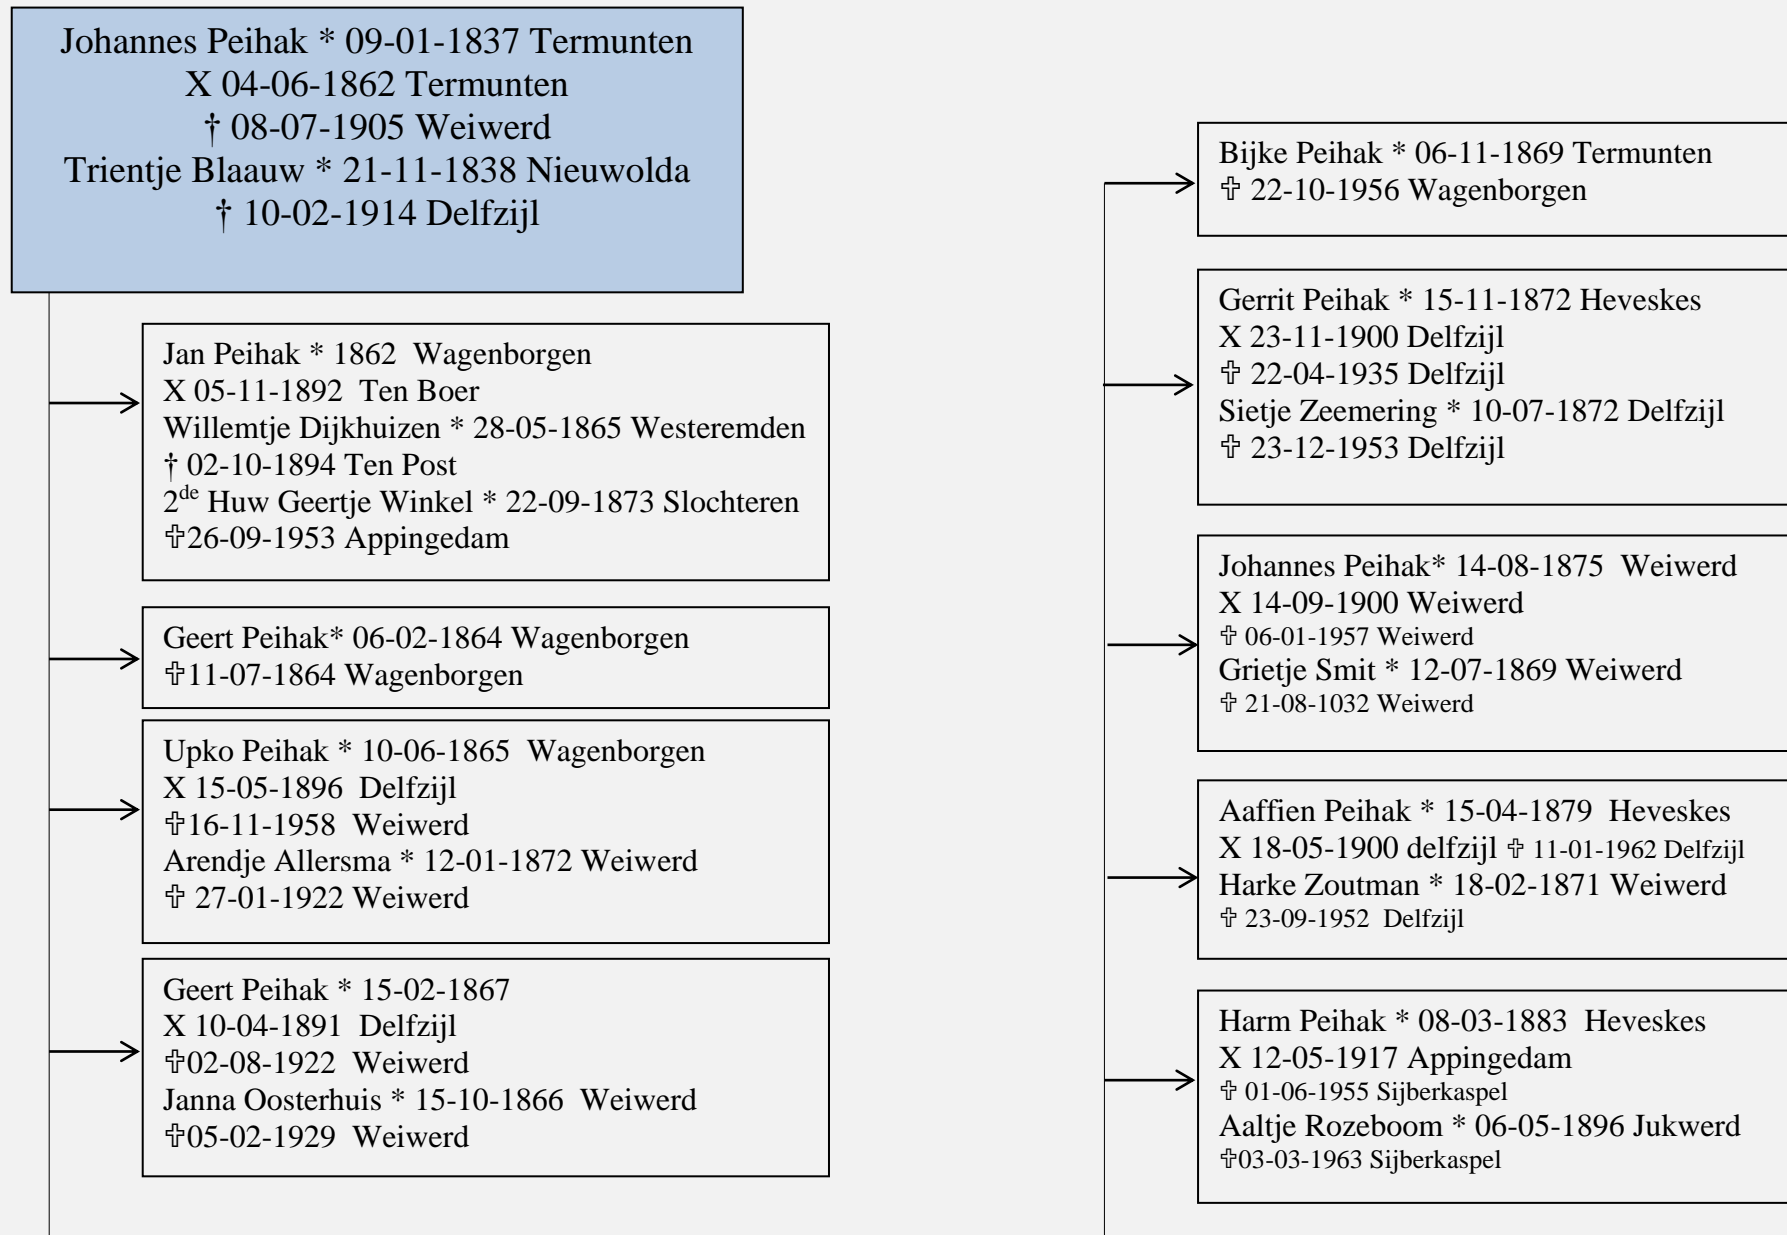 Johannes Peihak * 09-01-1837 Termunten
X 04-06-1862 Termunten
† 08-07-1905 Weiwerd
Trientje Blaauw * 21-11-1838 Nieuwolda
† 10-02-1914 Delfzijl
Jan Peihak * 1862  Wagenborgen
X 05-11-1892  Ten Boer
Willemtje Dijkhuizen * 28-05-1865 Westeremden
† 02-10-1894 Ten Post
2de Huw Geertje Winkel * 22-09-1873 Slochteren
✞26-09-1953 Appingedam
Geert Peihak* 06-02-1864 Wagenborgen
✞11-07-1864 Wagenborgen
Upko Peihak * 10-06-1865  Wagenborgen
X 15-05-1896  Delfzijl
✞16-11-1958  Weiwerd
Arendje Allersma * 12-01-1872 Weiwerd
✞ 27-01-1922 Weiwerd
Geert Peihak * 15-02-1867
X 10-04-1891  Delfzijl
✞02-08-1922  Weiwerd
Janna Oosterhuis * 15-10-1866  Weiwerd
✞05-02-1929  Weiwerd
Bijke Peihak * 06-11-1869 Termunten
✞ 22-10-1956 Wagenborgen
Gerrit Peihak * 15-11-1872 Heveskes
X 23-11-1900 Delfzijl
✞ 22-04-1935 Delfzijl
Sietje Zeemering * 10-07-1872 Delfzijl
✞ 23-12-1953 Delfzijl
Johannes Peihak* 14-08-1875  Weiwerd
X 14-09-1900 Weiwerd
✞ 06-01-1957 Weiwerd
Grietje Smit * 12-07-1869 Weiwerd
✞ 21-08-1032 Weiwerd
Aaffien Peihak * 15-04-1879  Heveskes
X 18-05-1900 delfzijl ✞ 11-01-1962 Delfzijl
Harke Zoutman * 18-02-1871 Weiwerd
✞ 23-09-1952  Delfzijl
Harm Peihak * 08-03-1883  Heveskes
X 12-05-1917 Appingedam
✞ 01-06-1955 Sijberkaspel
Aaltje Rozeboom * 06-05-1896 Jukwerd
✞03-03-1963 Sijberkaspel